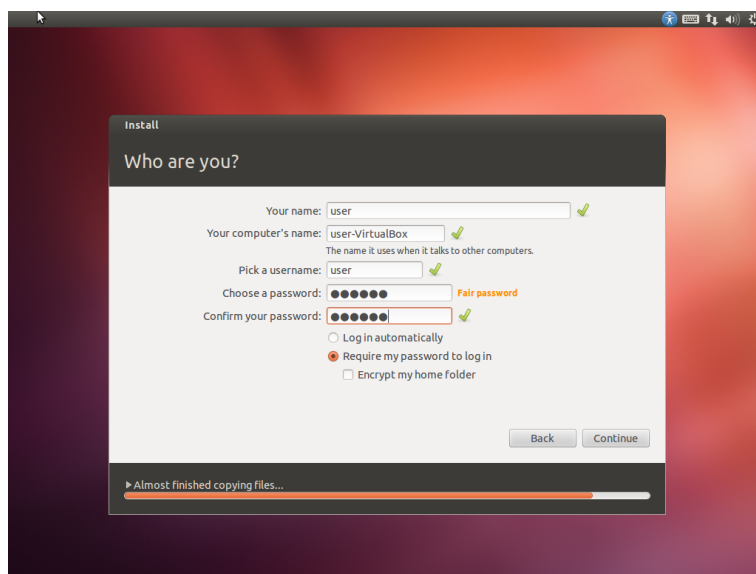 Install
Who are you?
Your name: user
Your computer's name: user-VirtualBox
The name it uses when it talks to other computers.
Pick a username: user
Choose a password: ●●●●●● Fair password
Confirm your password: ●●●●●●
Log in automatically
Require my password to log in
Encrypt my home folder
Back Continue
Almost finished copying files...